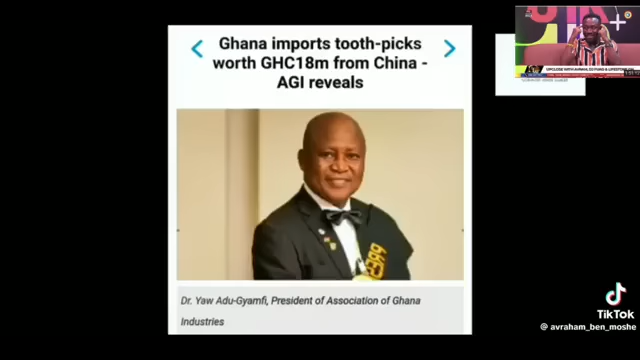 Ghana imports tooth-picks
worth GHC18m from China -
AGI reveals
Dr. Yaw Adu-Gyamfi, President of Association of Ghana
Industries
TikTok
@ avraham_ben_moshe